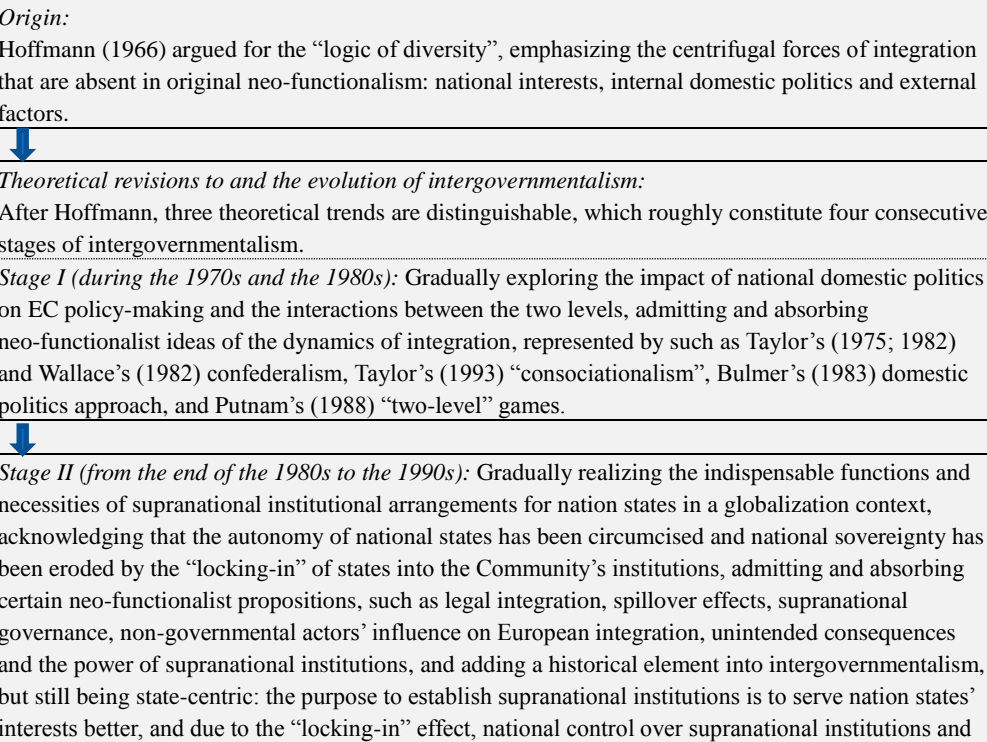 Origin:
Hoffmann (1966) argued for the “logic of diversity”, emphasizing the centrifugal forces of integration
that are absent in original neo-functionalism: national interests, internal domestic politics and external
factors.
Theoretical revisions to and the evolution of intergovernmentalism:
After Hoffmann, three theoretical trends are distinguishable, which roughly constitute four consecutive
stages of intergovernmentalism.
Stage I (during the 1970s and the 1980s): Gradually exploring the impact of national domestic politics
on EC policy-making and the interactions between the two levels, admitting and absorbing
neo-functionalist ideas of the dynamics of integration, represented by such as Taylor’s (1975; 1982)
and Wallace’s (1982) confederalism, Taylor’s (1993) “consociationalism”, Bulmer’s (1983) domestic
politics approach, and Putnam’s (1988) “two-level” games.
Stage II (from the end of the 1980s to the 1990s): Gradually realizing the indispensable functions and
necessities of supranational institutional arrangements for nation states in a globalization context,
acknowledging that the autonomy of national states has been circumcised and national sovereignty has
been eroded by the “locking-in” of states into the Community’s institutions, admitting and absorbing
certain neo-functionalist propositions, such as legal integration, spillover effects, supranational
governance, non-governmental actors’ influence on European integration, unintended consequences
and the power of supranational institutions, and adding a historical element into intergovernmentalism,
but still being state-centric: the purpose to establish supranational institutions is to serve nation states’
interests better, and due to the “locking-in” effect, national control over supranational institutions and